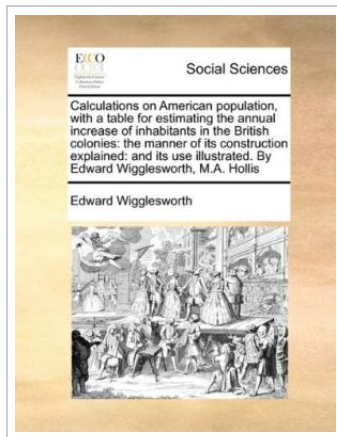 ECCO
Social Sciences
Calculations on American population,
with a table for estimating the annual
increase of inhabitants in the British
colonies: the manner of its construction
explained: and its use illustrated. By
Edward Wigglesworth, M.A. Hollis
Edward Wigglesworth